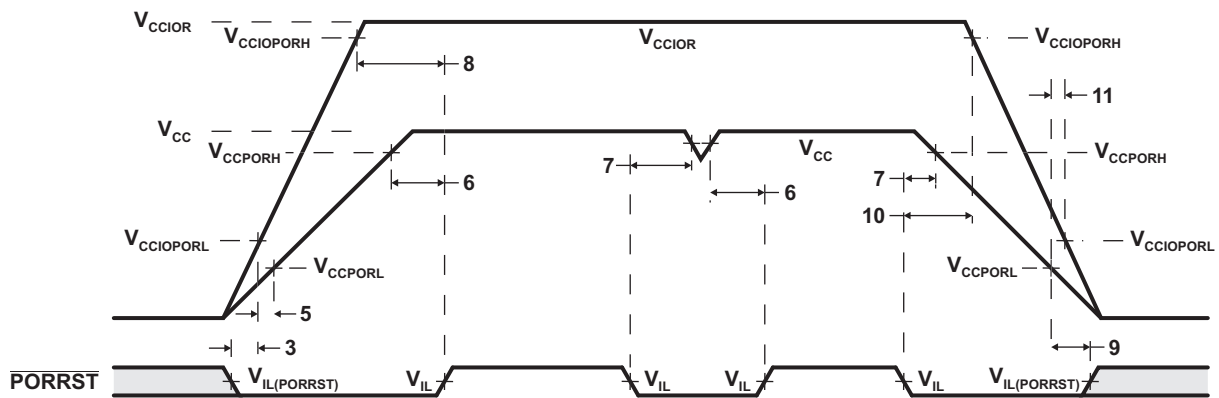 VCCIOR
VCCIOPORH
VCCIOR
VCCIOPORH
8
11
VCC
VCCPORH
VCC
VCCPORH
7
7
6
6
10
VCCIOPORL
VCCIOPORL
VCCPORL
VCCPORL
5
3
9
PORRST
VIL(PORRST)
VIL
VIL
VIL
VIL
VIL(PORRST)